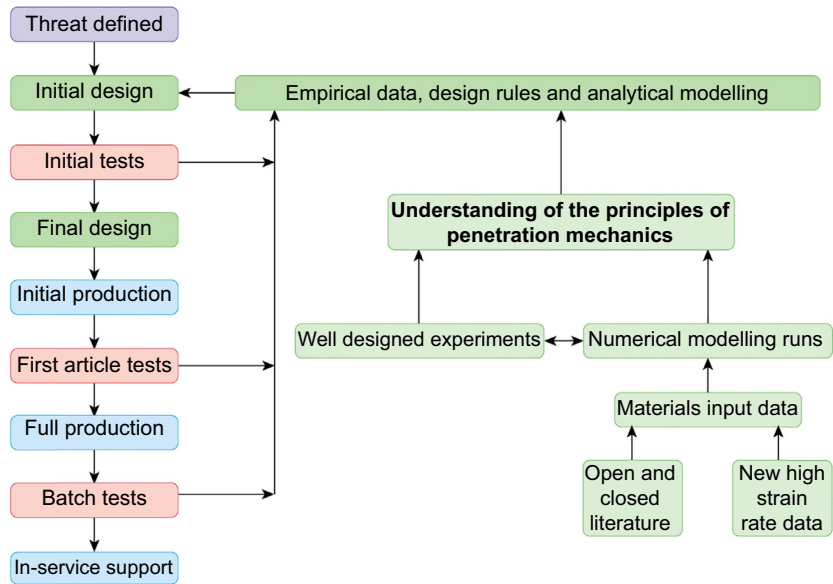 Threat defined
Initial design
Empirical data, design rules and analytical modelling
Initial tests
Understanding of the principles of
penetration mechanics
Final design
Initial production
Well designed experiments
Numerical modelling runs
First article tests
Materials input data
Full production
Open and
closed
literature
New high
strain
rate data
Batch tests
In-service support